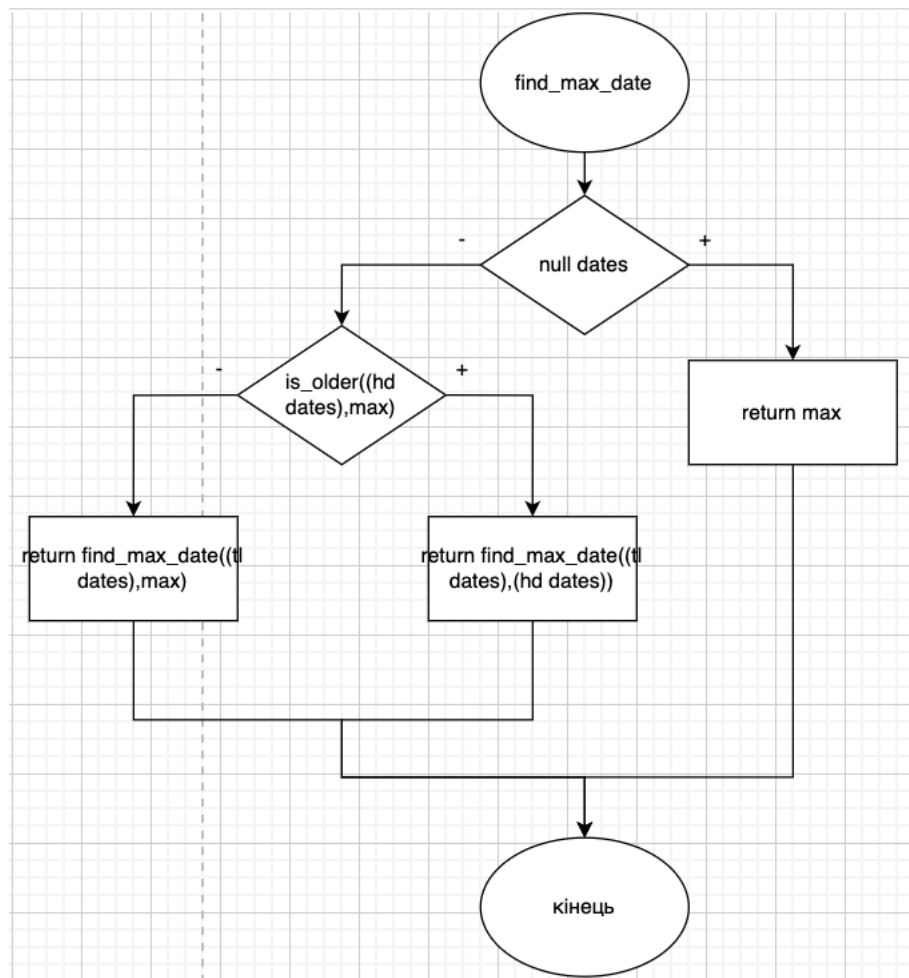 find_max_date
-
+
null dates
-
+
is_older((hd
dates),max)
return max
return find_max_date((tl
dates),max)
return find_max_date((tl
dates),(hd dates))
кінець